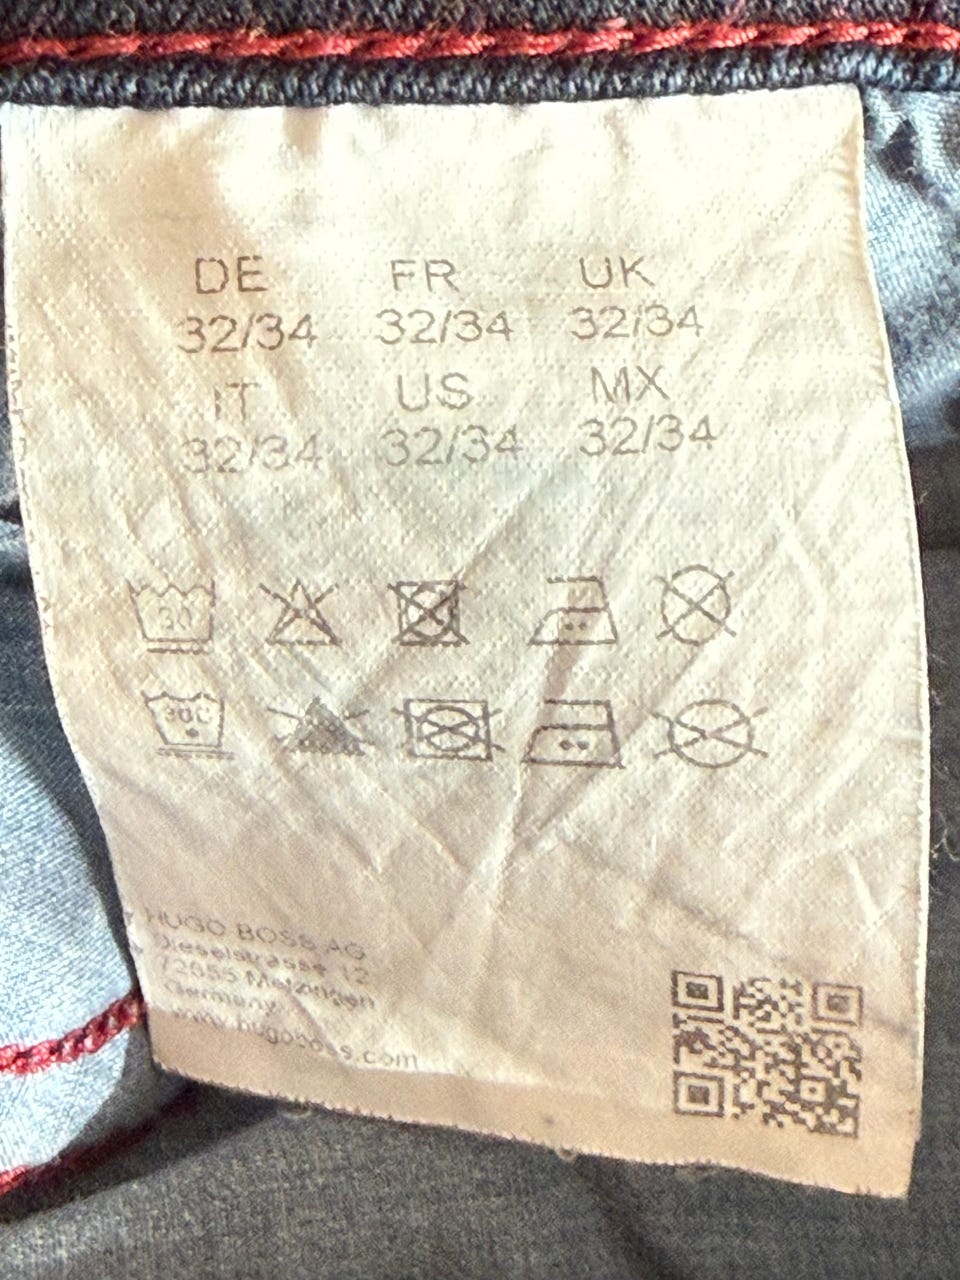 DE FR UK
32/34 32/34 32/34
IT US MX
32/34 32/34 32/34
30
30C
HUGO BOSS AG
Dieselstrasse 12
72555 Metzingen
Germany
www.hugoboss.com